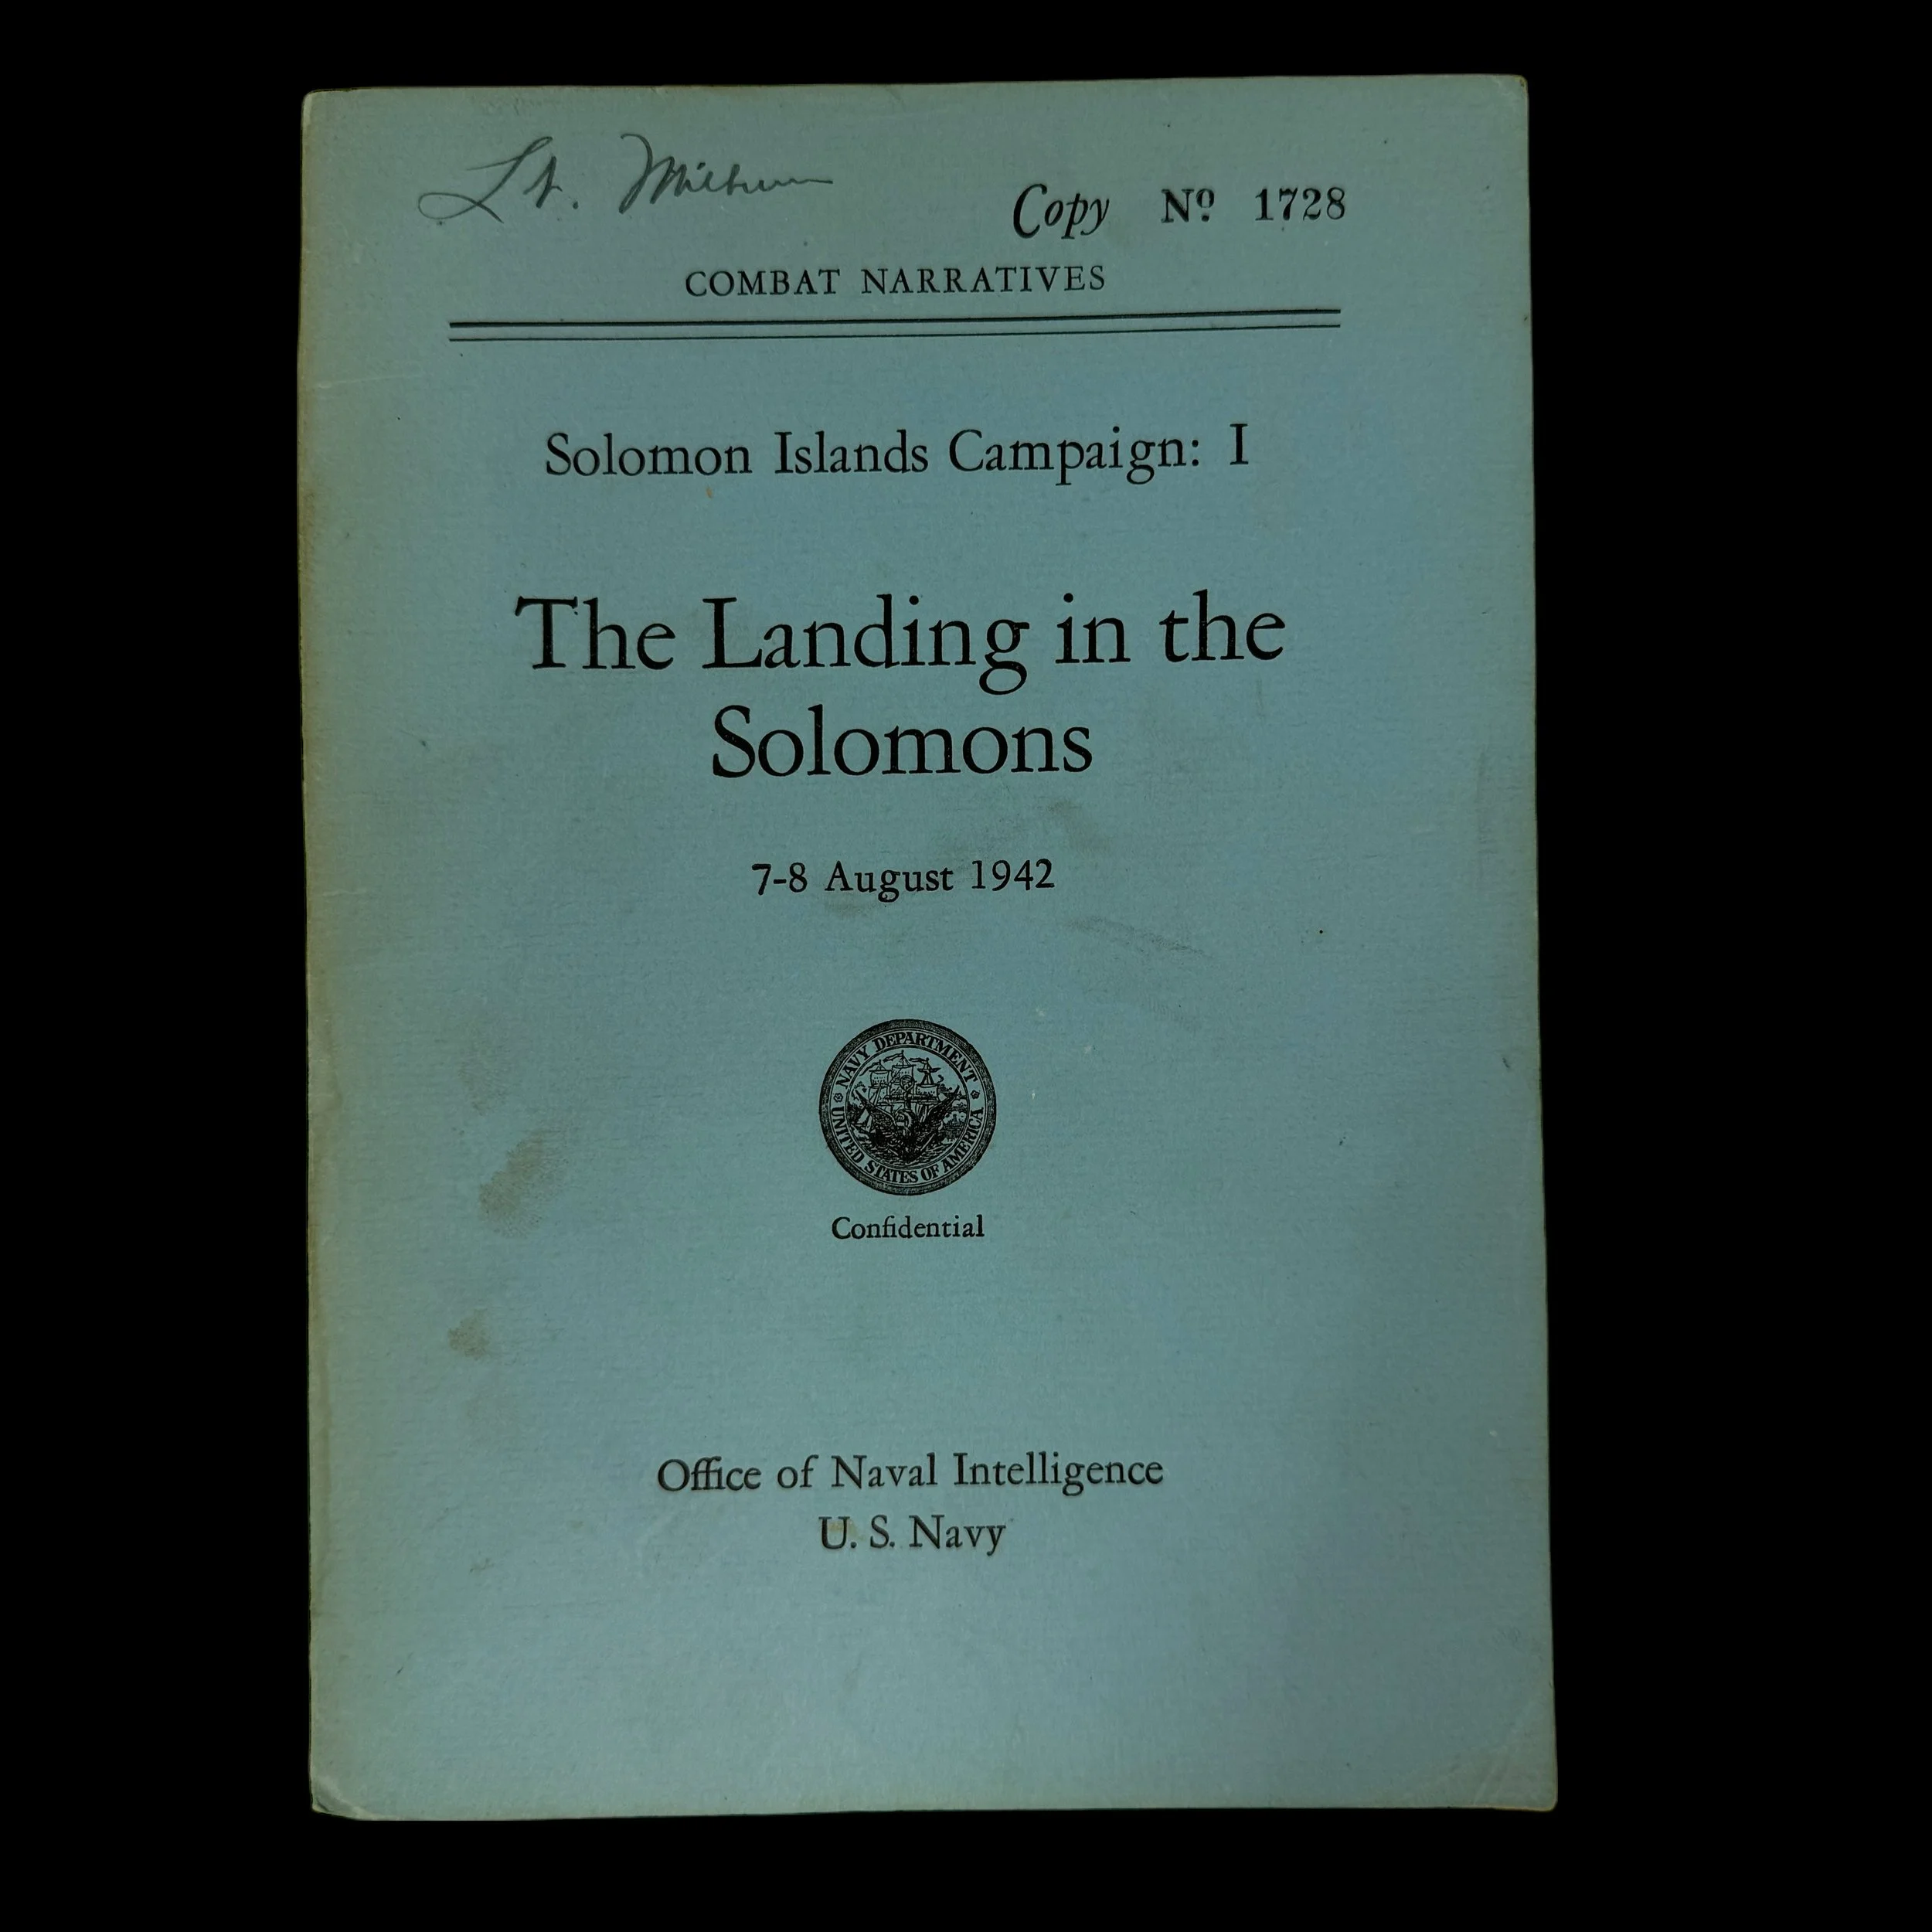 Lt.
Copy Nº 1728
COMBAT NARRATIVES
Solomon Islands Campaign: I
The Landing in the
Solomons
7-8 August 1942
NAVY DEPARTMENT
UNITED STATES OF AMERICA
Confidential
Office of Naval Intelligence
U. S. Navy